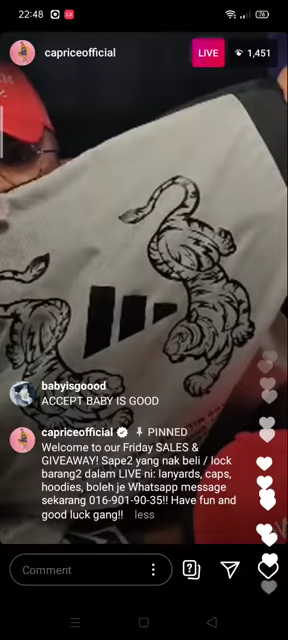 22:48
76
capriceofficial
LIVE
1,451
babyisgoood
ACCEPT BABY IS GOOD
capriceofficial PINNED
Welcome to our Friday SALES &
GIVEAWAY! Sape2 yang nak beli / lock
barang2 dalam LIVE ni: lanyards, caps,
hoodies, boleh je Whatsapp message
sekarang 016-901-90-35!! Have fun and
good luck gang!! less
Comment